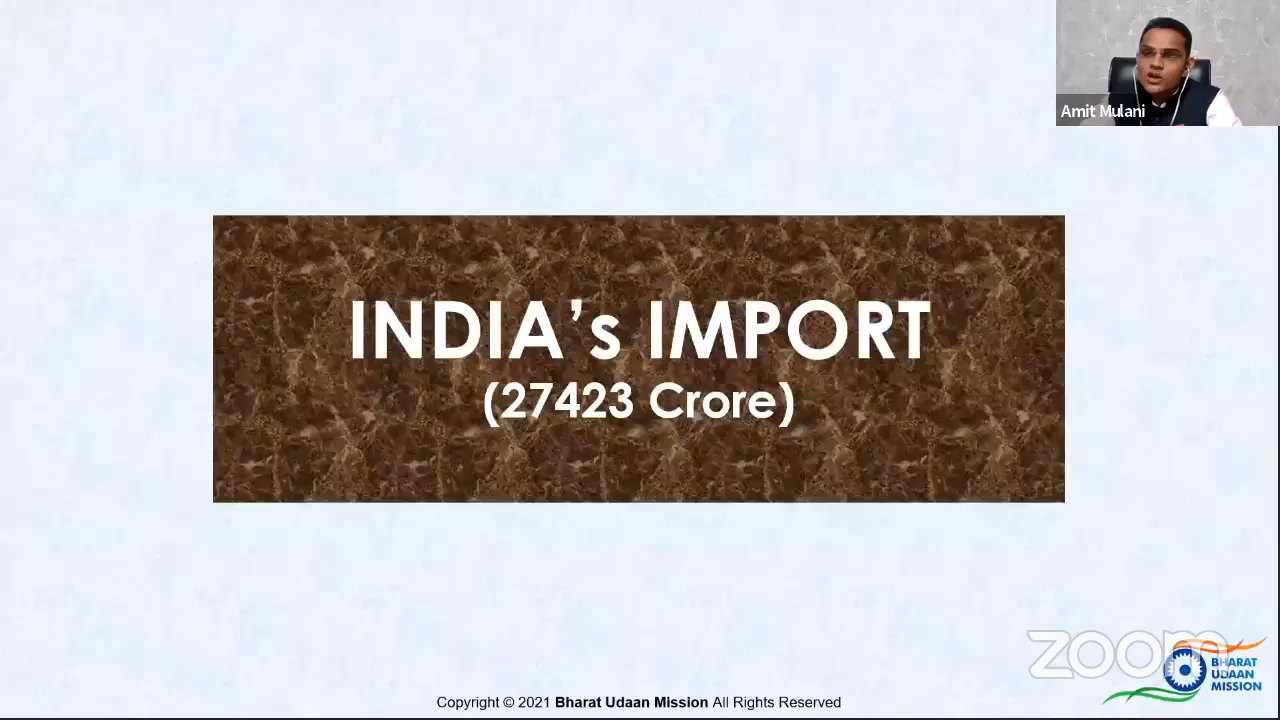 Amit Mulani
INDIA’s IMPORT
(27423 Crore)
zoom
BHARAT
UDAAN
MISSION
Copyright © 2021 Bharat Udaan Mission All Rights Reserved